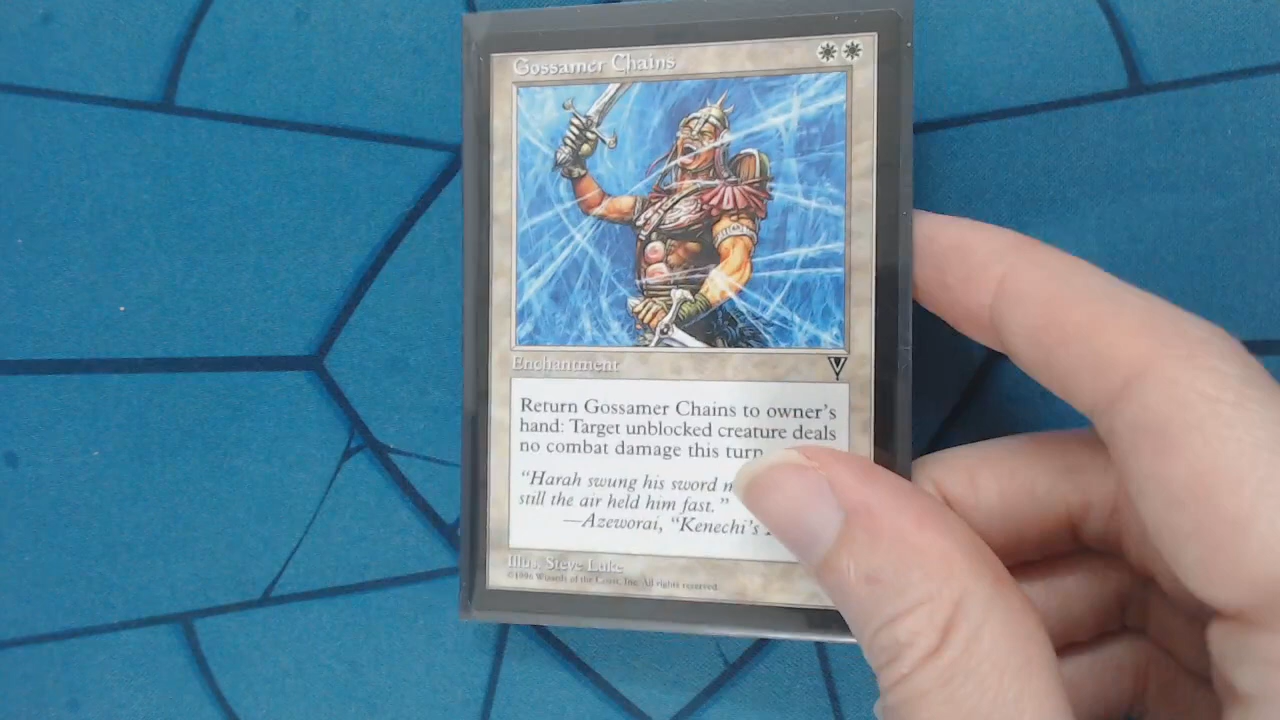 Gossamer Chains
Enchantment
Return Gossamer Chains to owner's
hand: Target unblocked creature deals
no combat damage this turn
"Harah swung his sword
still the air held him fast."
—Azeworai, "Kenechi's
Illus. Steve Luke
©1996 Wizards of the Coast, Inc. All rights reserved.